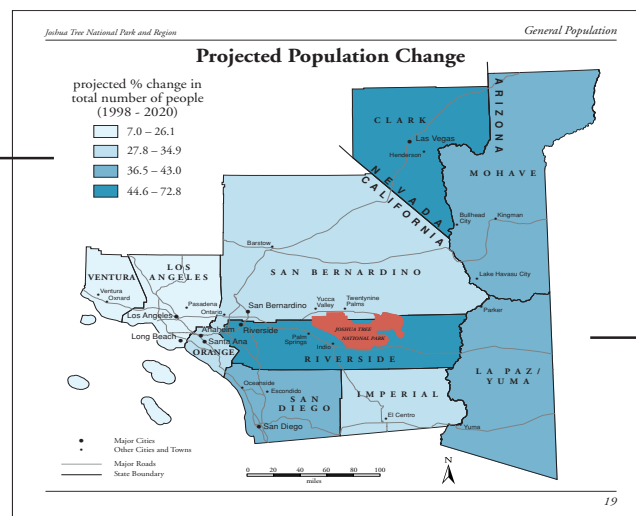 Joshua Tree National Park and Region
General Population
Projected Population Change
projected % change in
total number of people
(1998 - 2020)
7.0 – 26.1
27.8 – 34.9
36.5 – 43.0
44.6 – 72.8
ARIZONA
CLARK
Las Vegas
Henderson
NEVADA
CALIFORNIA
MOHAVE
Bullhead
City
Kingman
Barstow
SAN BERNARDINO
Lake Havasu City
LOS
ANGELES
VENTURA
Ventura
Oxnard
Pasadena
Ontario
San Bernardino
Yucca
Valley
Twentynine
Palms
Parker
Los Angeles
Anaheim
Riverside
Long Beach
Santa Ana
ORANGE
Palm
Springs
Indio
JOSHUA TREE
NATIONAL PARK
RIVERSIDE
LA PAZ/
YUMA
Oceanside
Escondido
SAN
DIEGO
IMPERIAL
El Centro
San Diego
Yuma
Major Cities
Other Cities and Towns
Major Roads
State Boundary
0 20 40 60 80 100
miles
N
19